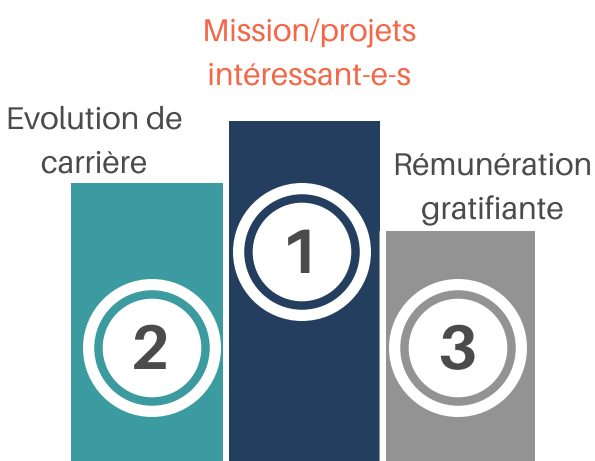 Mission/projets
intéressant-e-s
Evolution de
carrière
Rémunération
gratifiante
1
2
3